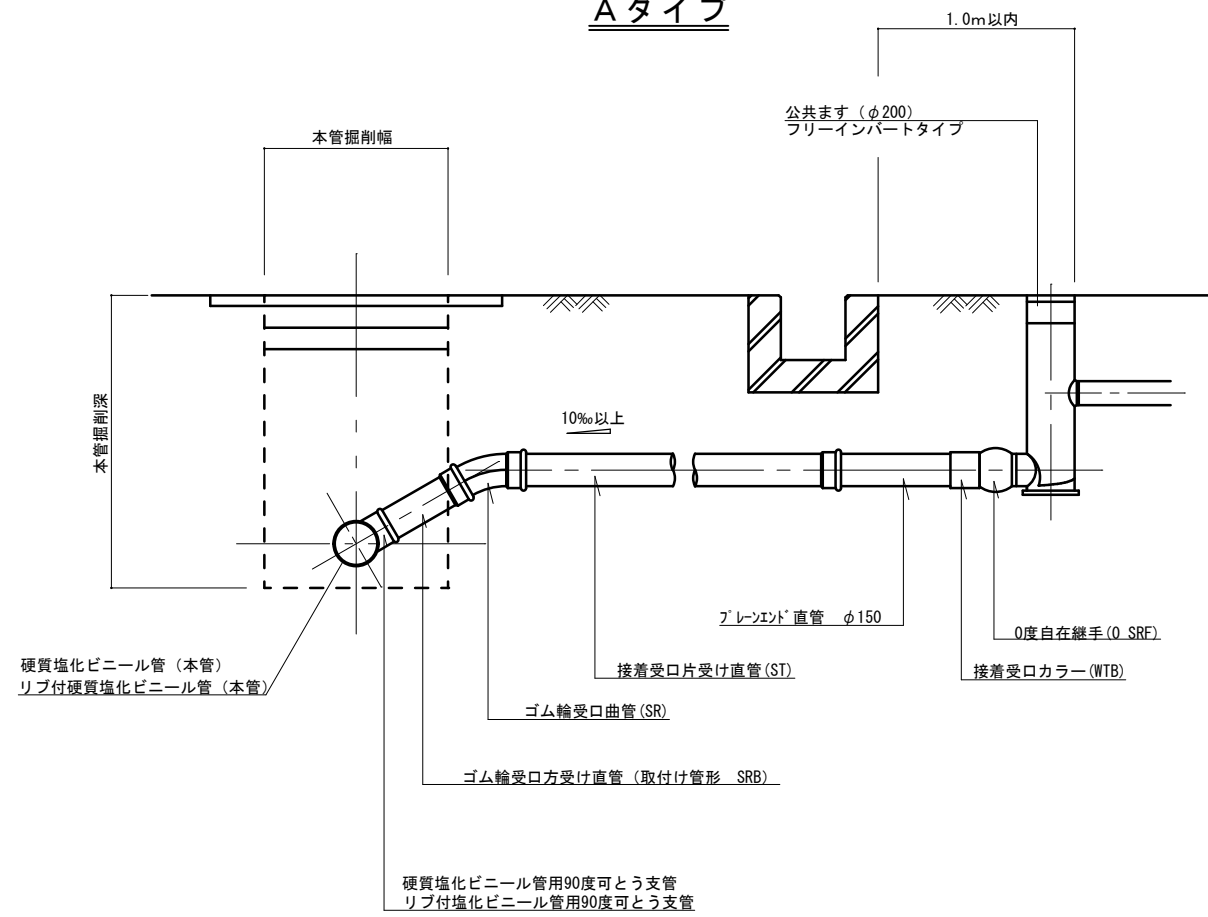 Aタイプ
1.0m以内
公共ます(φ200)
フリーインバートタイプ
本管掘削幅
本管掘削深
10‰以上
プレーンエンド直管 φ150
0度自在継手(0 SRF)
硬質塩化ビニール管(本管)
リブ付硬質塩化ビニール管(本管)
接着受口片受け直管(ST)
接着受口カラー(WTB)
ゴム輪受口曲管(SR)
ゴム輪受口方受け直管(取付け管形 SRB)
硬質塩化ビニール管用90度可とう支管
リブ付塩化ビニール管用90度可とう支管